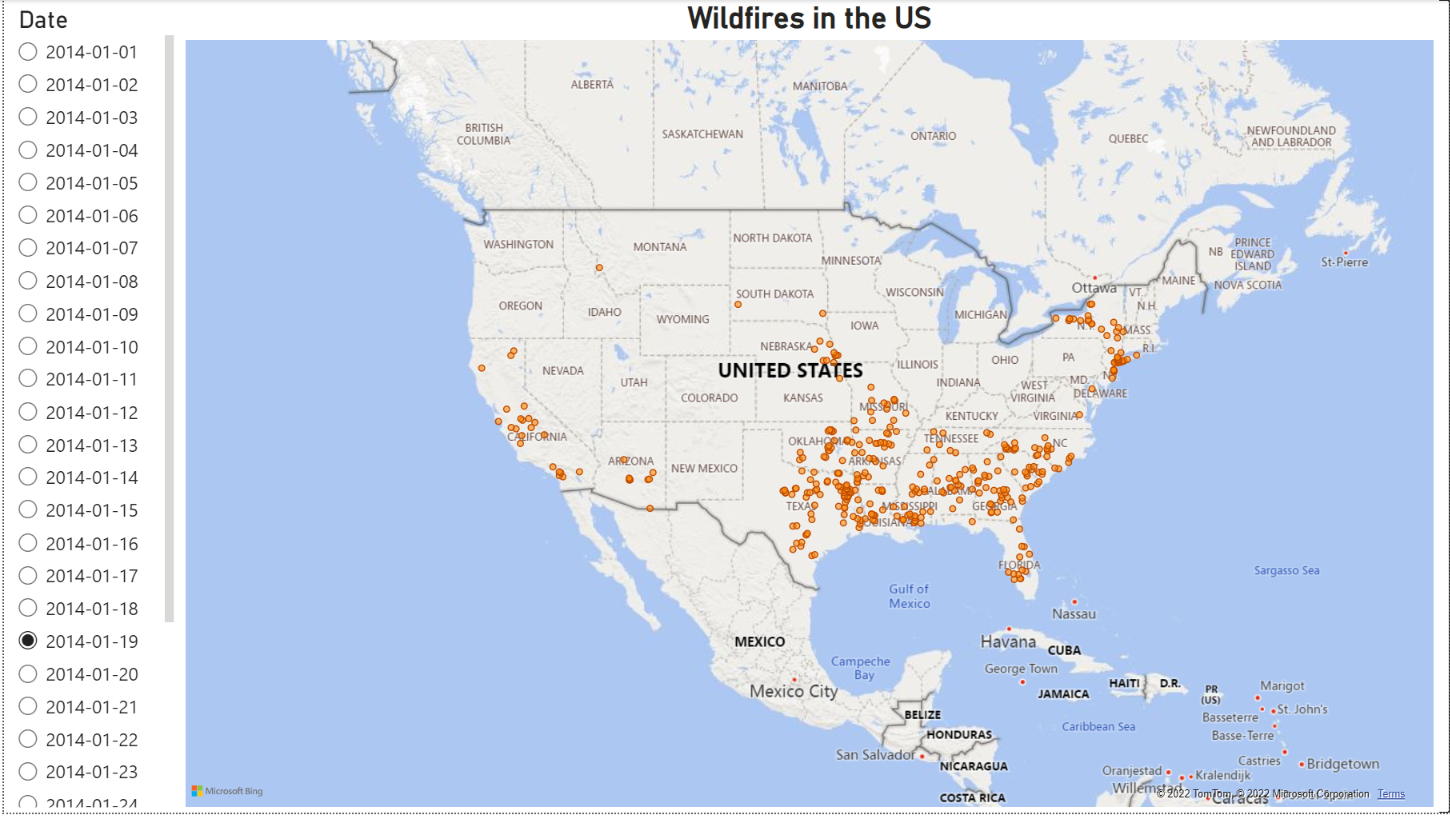 Date
Wildfires in the US
2014-01-01
2014-01-02
2014-01-03
2014-01-04
2014-01-05
2014-01-06
2014-01-07
2014-01-08
2014-01-09
2014-01-10
2014-01-11
2014-01-12
2014-01-13
2014-01-14
2014-01-15
2014-01-16
2014-01-17
2014-01-18
2014-01-19
2014-01-20
2014-01-21
2014-01-22
2014-01-23
2014-01-24
ALBERTA
MANITOBA
BRITISH
COLUMBIA
SASKATCHEWAN
ONTARIO
QUEBEC
NEWFOUNDLAND
AND LABRADOR
WASHINGTON
MONTANA
NORTH DAKOTA
MINNESOTA
NB
PRINCE
EDWARD
ISLAND
St-Pierre
Ottawa
MAINE
NOVA SCOTIA
VT.
N.H.
OREGON
IDAHO
SOUTH DAKOTA
WISCONSIN
WYOMING
MICHIGAN
IOWA
N.Y.
MASS
R.I.
NEBRASKA
NEVADA
UTAH
UNITED STATES
ILLINOIS
OHIO
PA
INDIANA
MD.
DELAWARE
COLORADO
KANSAS
WEST
VIRGINIA
MISSOURI
KENTUCKY
VIRGINIA
CALIFORNIA
OKLAHOMA
TENNESSEE
NC
ARIZONA
NEW MEXICO
ARKANSAS
ALABAMA
TEXAS
MISSISSIPPI
GEORGIA
LOUISIANA
FLORIDA
Sargasso Sea
Gulf of
Mexico
Nassau
MEXICO
Havana
CUBA
Campeche
Bay
George Town
Mexico City
HAITI
D.R.
PR
(US)
Marigot
JAMAICA
St. John's
BELIZE
Basseterre
Caribbean Sea
Basse-Terre
HONDURAS
San Salvador
NICARAGUA
Castries
Bridgetown
Oranjestad
Kralendijk
Willemstad
COSTA RICA
Caracas
Microsoft Bing
© 2022 TomTom, © 2022 Microsoft Corporation Terms